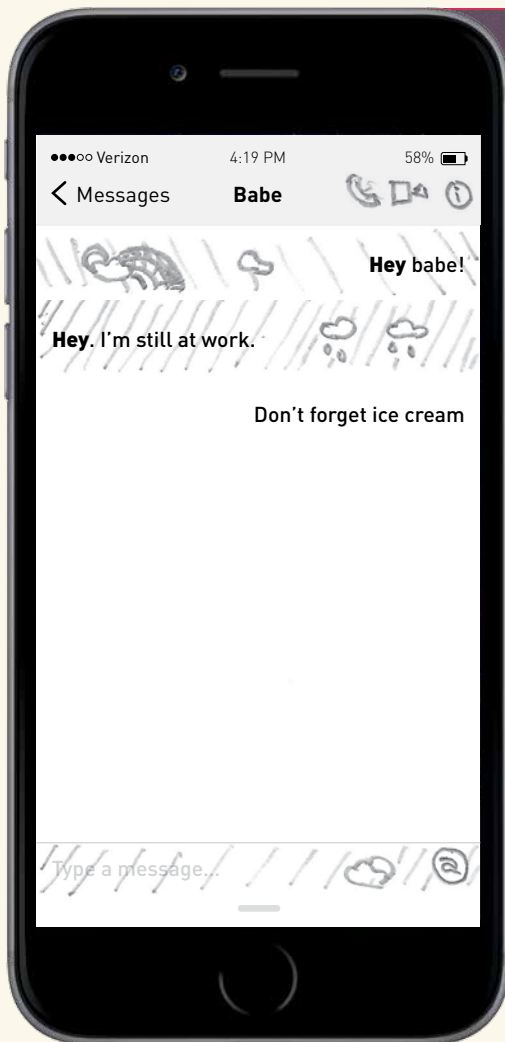 Verizon 4:19 PM 58%
Messages Babe
Hey babe!
Hey. I'm still at work.
Don't forget ice cream
Type a message...